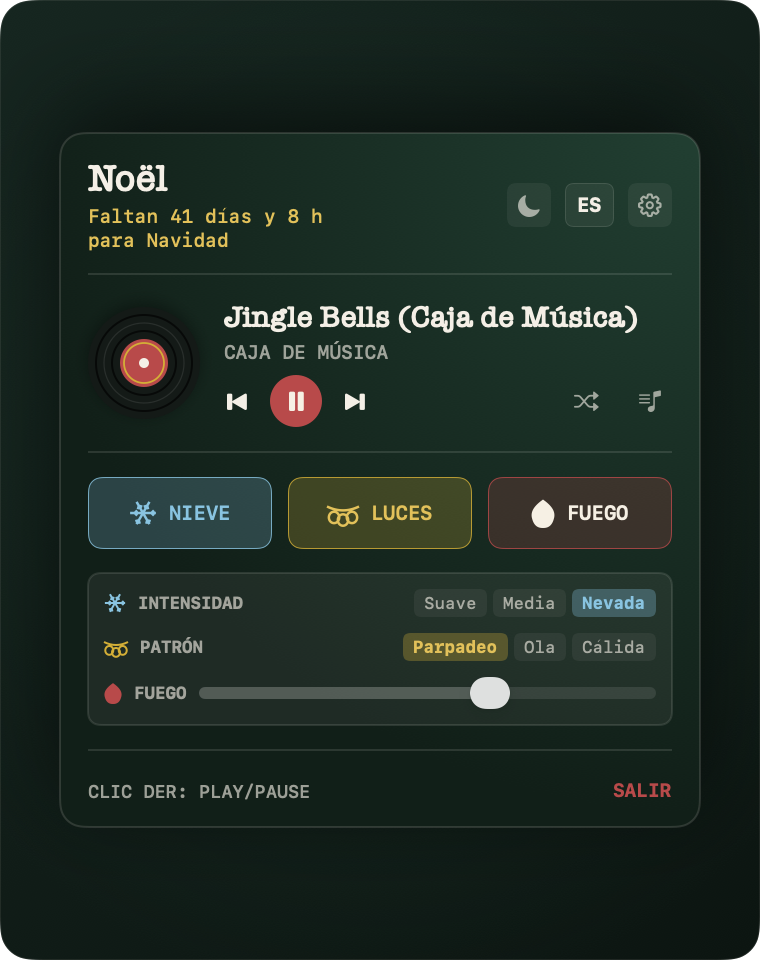 Noël
Faltan 41 días y 8 h
para Navidad
ES
Jingle Bells (Caja de Música)
CAJA DE MÚSICA
NIEVE
LUCES
FUEGO
INTENSIDAD
Suave
Media
Nevada
PATRÓN
Parpadeo
Ola
Cálida
FUEGO
CLIC DER: PLAY/PAUSE
SALIR